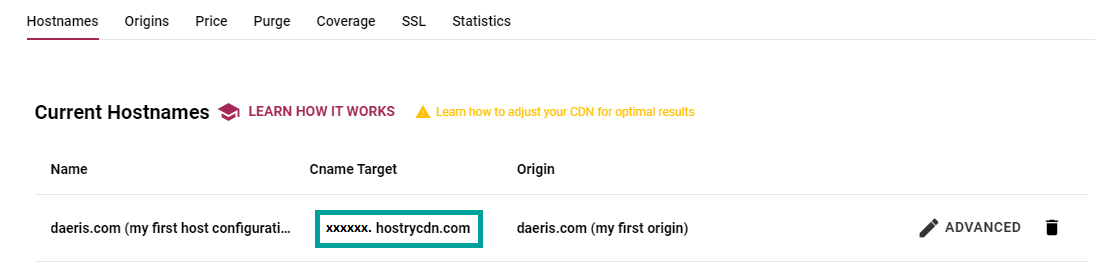 Hostnames Origins Price Purge Coverage SSL Statistics
Current Hostnames LEARN HOW IT WORKS Learn how to adjust your CDN for optimal results
Name Cname Target Origin
daeris.com (my first host configurati... xxxxxx. hostrycdn.com daeris.com (my first origin) ADVANCED